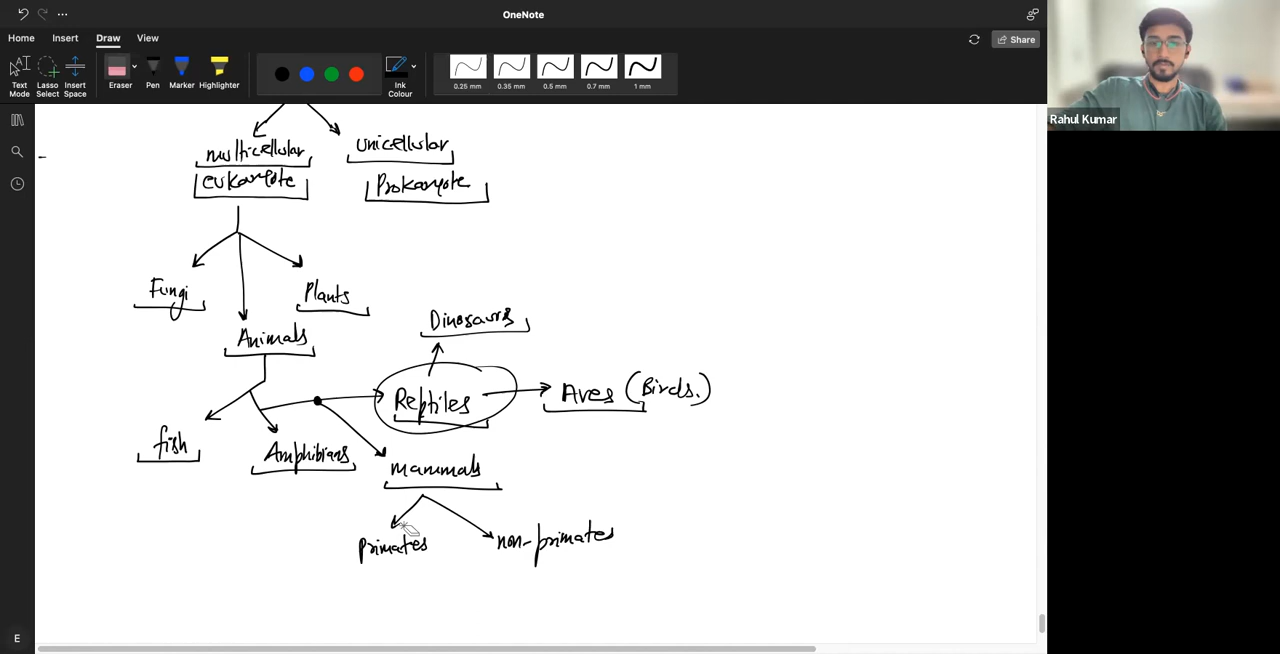 OneNote
Home Insert Draw View
Share
Text Mode
Lasso Select
Insert Space
Eraser
Pen
Marker
Highlighter
Ink Colour
0.25 mm
0.35 mm
0.5 mm
0.7 mm
1 mm
Rahul Kumar
multicellular
unicellular
eukaryote
Prokaryote
Fungi
Plants
Animals
Dinosaurs
Reptiles
Aves (Birds.)
fish
Amphibians
mammals
primates
non-primates
E